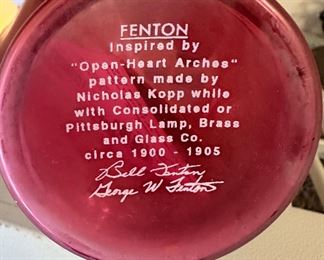 FENTON
Inspired by
"Open-Heart Arches"
pattern made by
Nicholas Kopp while
with Consolidated or
Pittsburgh Lamp, Brass
and Glass Co.
circa 1900 - 1905
Bill Fenton
George W Fenton